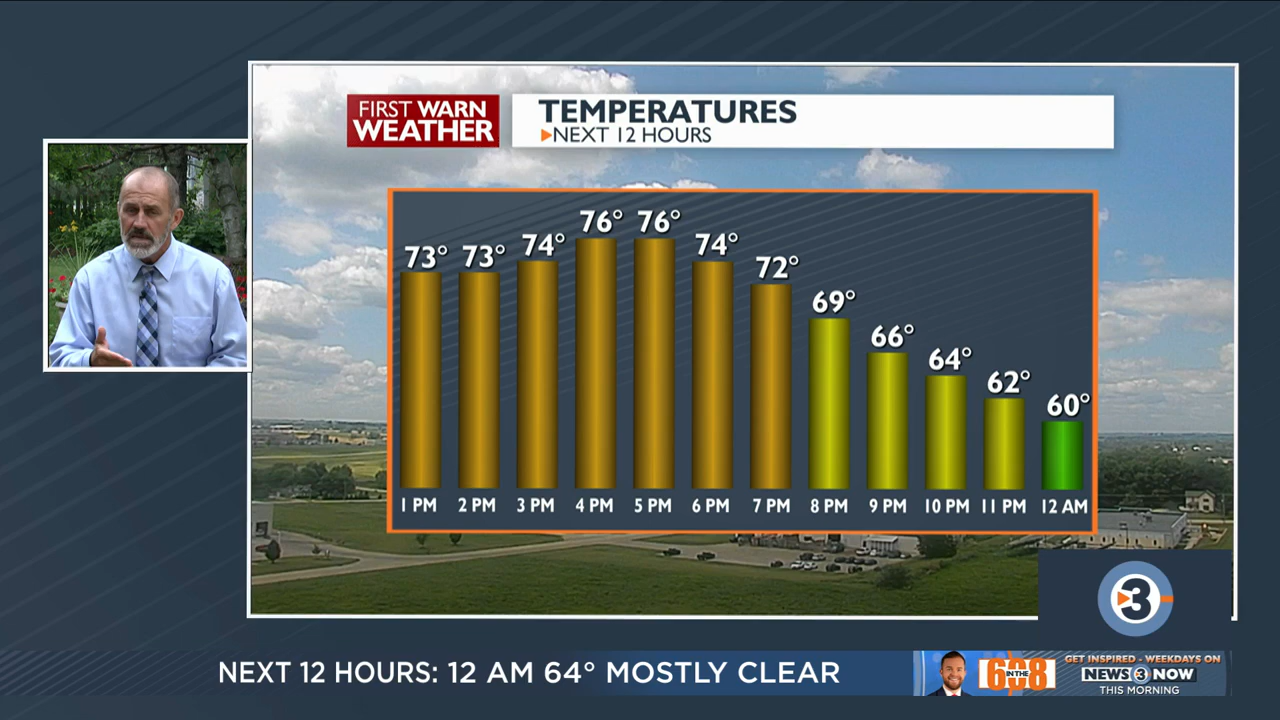 FIRST WARN
WEATHER
TEMPERATURES
NEXT 12 HOURS
73° 73° 74° 76° 76° 74° 72° 69° 66° 64° 62° 60°
1 PM 2 PM 3 PM 4 PM 5 PM 6 PM 7 PM 8 PM 9 PM 10 PM 11 PM 12 AM
3
NEXT 12 HOURS: 12 AM 64° MOSTLY CLEAR
IN THE
608
GET INSPIRED - WEEKDAYS ON
NEWS 3 NOW
THIS MORNING